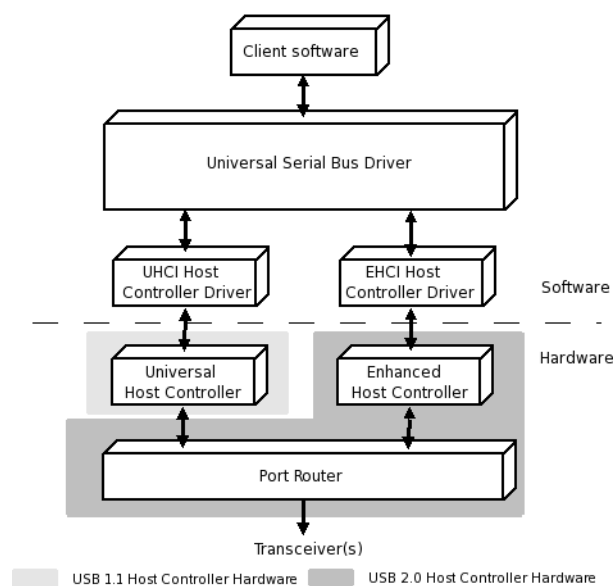 Client software
Universal Serial Bus Driver
UHCI Host
Controller Driver
EHCI Host
Controller Driver
Software
Hardware
Universal
Host Controller
Enhanced
Host Controller
Port Router
Transceiver(s)
USB 1.1 Host Controller Hardware
USB 2.0 Host Controller Hardware